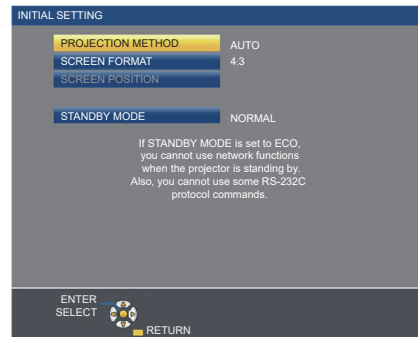 INITIAL SETTING
PROJECTION METHOD AUTO
SCREEN FORMAT 4.3
SCREEN POSITION
STANDBY MODE NORMAL
If STANDBY MODE is set to ECO,
you cannot use network functions
when the projector is standing by.
Also, you cannot use some RS-232C
protocol commands.
ENTER
SELECT
RETURN